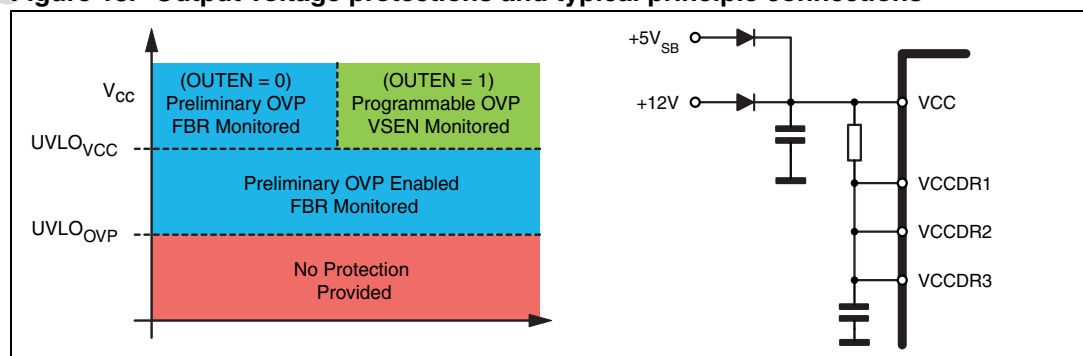 Figure 18. Output voltage protections and typical principle connections
VCC
(OUTEN = 0)
Preliminary OVP
FBR Monitored
(OUTEN = 1)
Programmable OVP
VSEN Monitored
UVLOVCC
Preliminary OVP Enabled
FBR Monitored
UVLOOVP
No Protection
Provided
+5VSB
+12V
VCC
VCCDR1
VCCDR2
VCCDR3